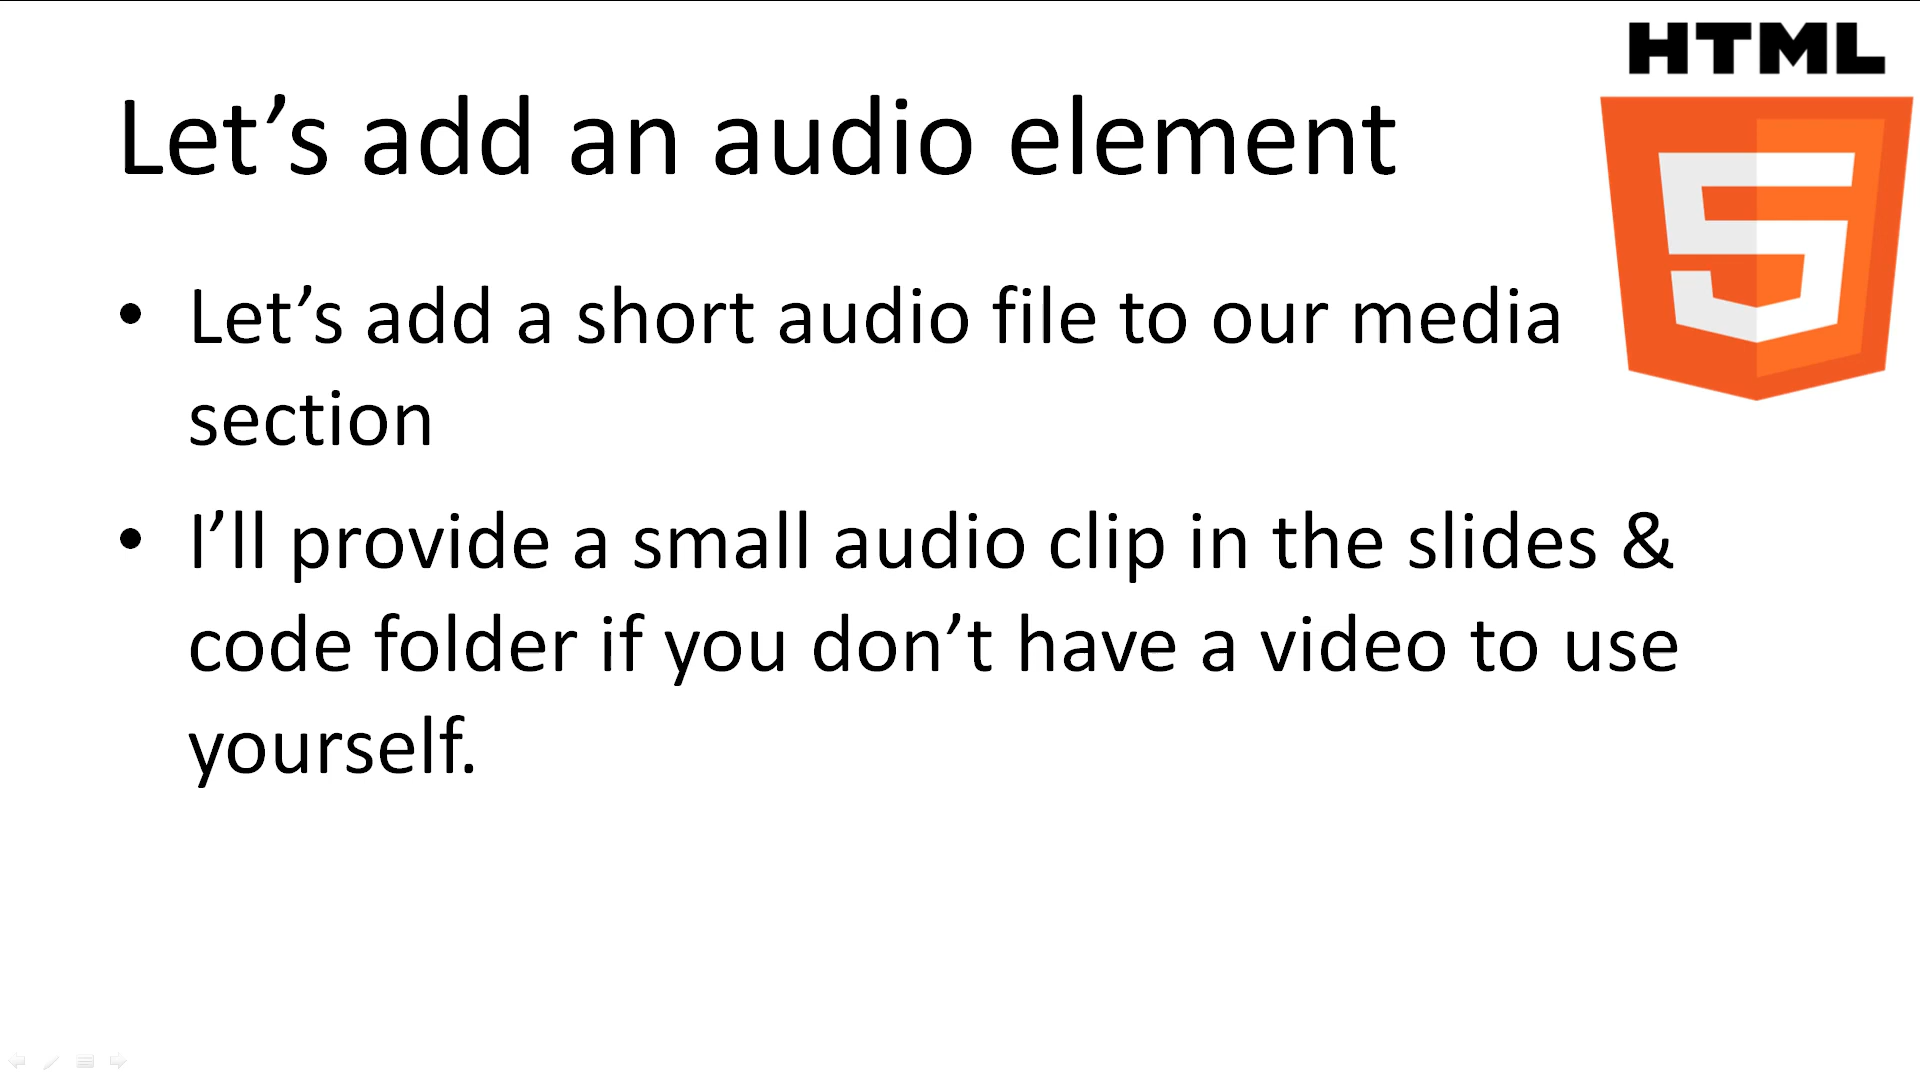 HTML
Let’s add an audio element
• Let’s add a short audio file to our media
section
• I’ll provide a small audio clip in the slides &
code folder if you don’t have a video to use
yourself.